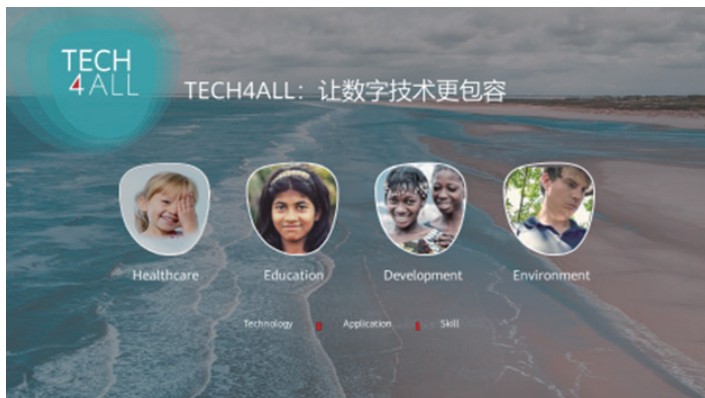 TECH
4ALL
TECH4ALL：让数字技术更包容
Healthcare Education Development Environment
Technology Application Skill